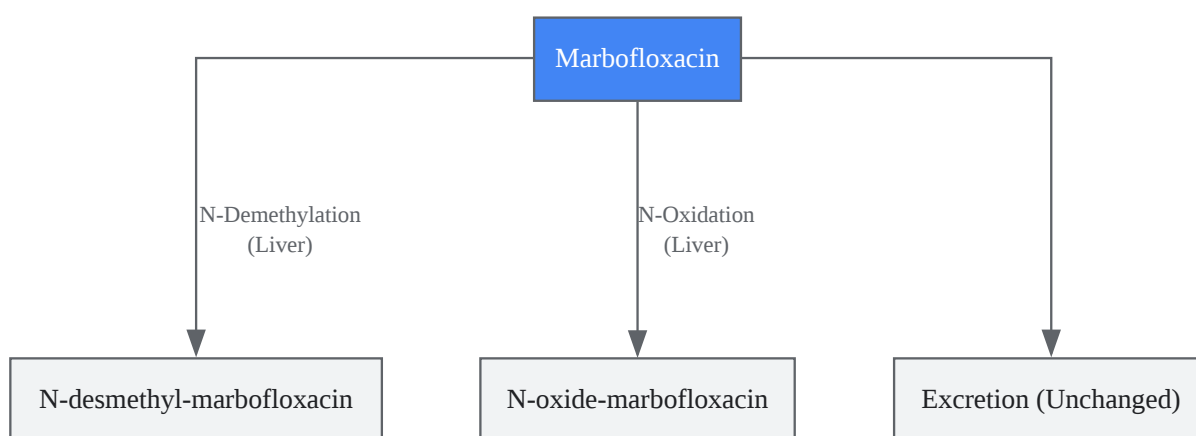 Marbofloxacin
N-Demethylation
(Liver)
N-Oxidation
(Liver)
N-desmethyl-marbofloxacin
N-oxide-marbofloxacin
Excretion (Unchanged)